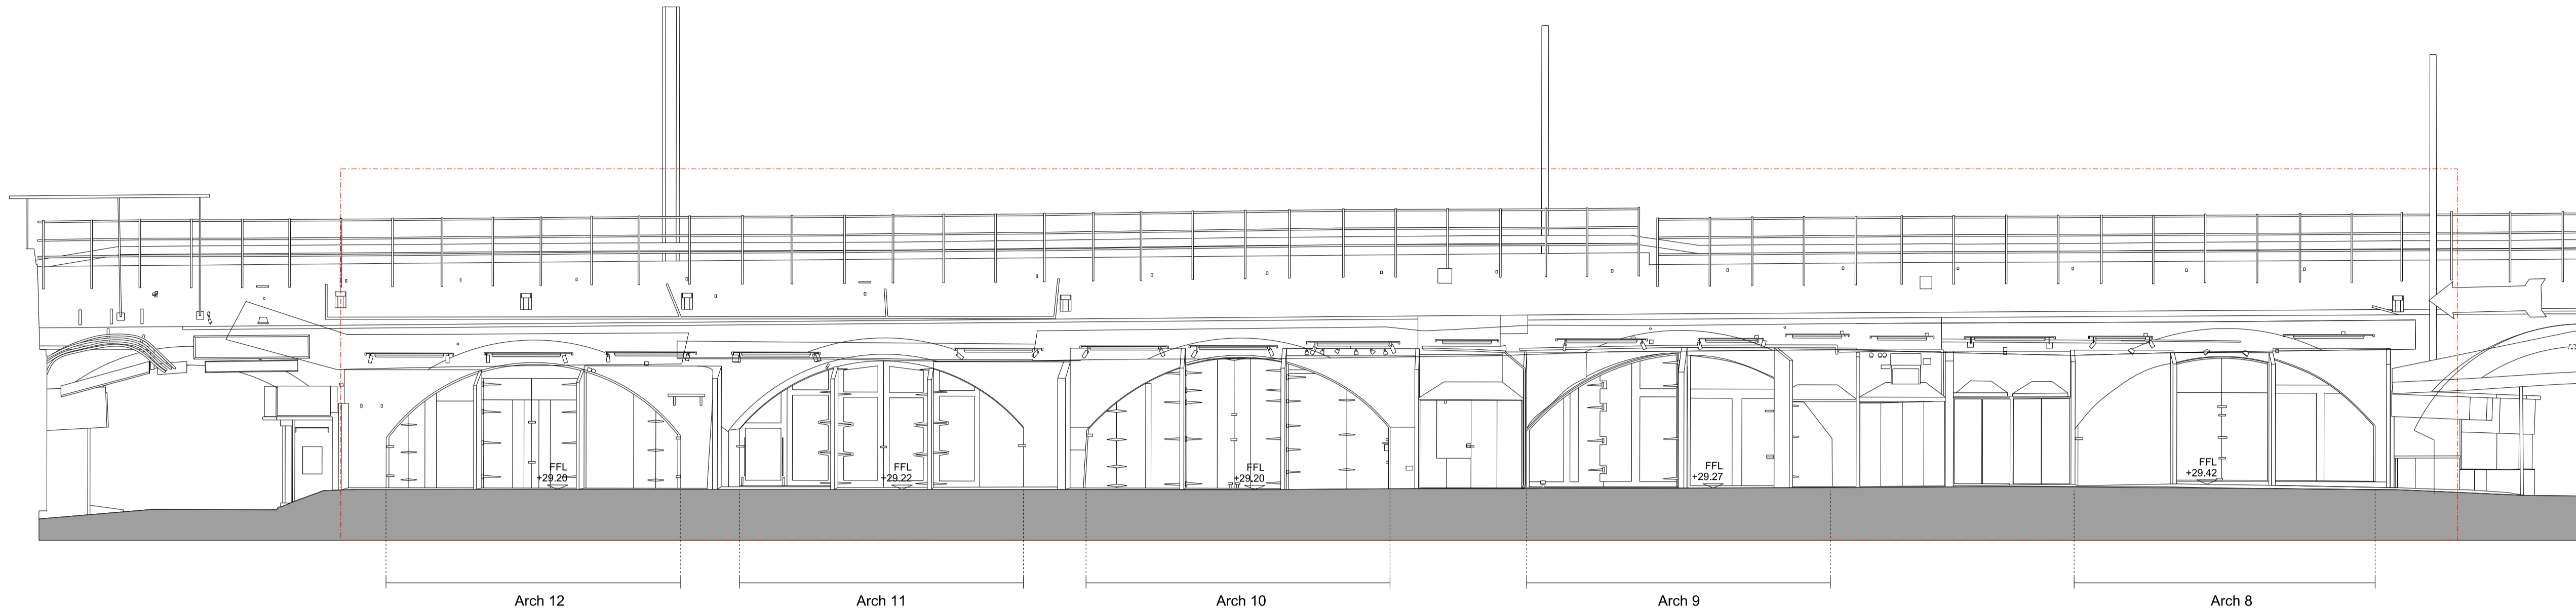 FFL
+29.20
FFL
+29.22
FFL
+29.20
FFL
+29.27
FFL
+29.42
Arch 12
Arch 11
Arch 10
Arch 9
Arch 8